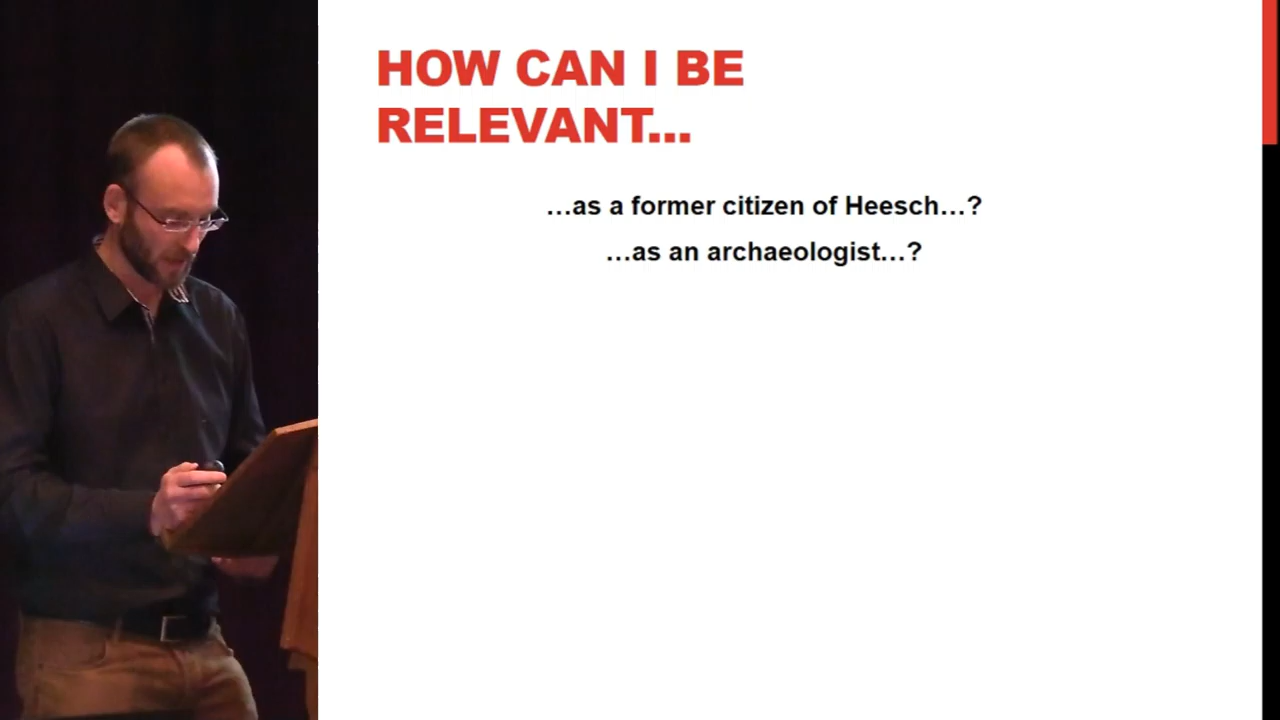 HOW CAN I BE
RELEVANT...
…as a former citizen of Heesch…?
…as an archaeologist…?